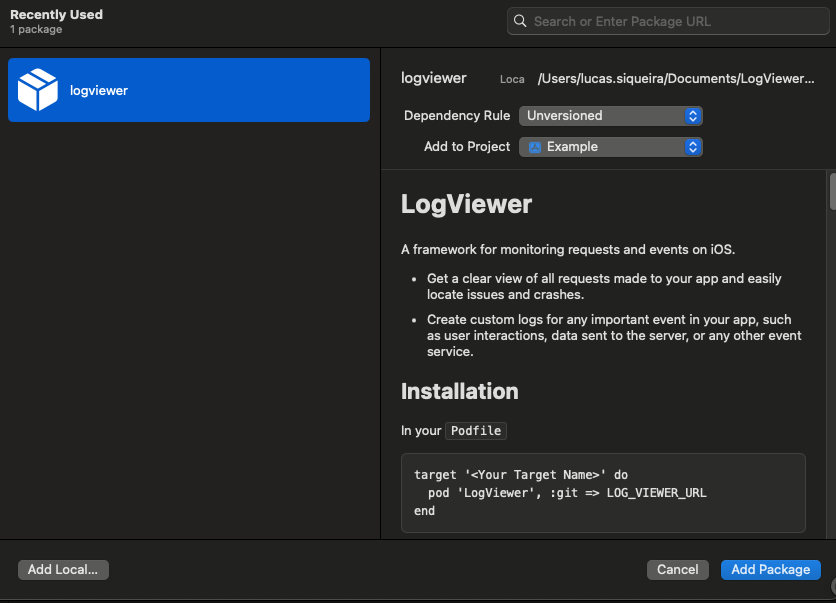 Recently Used
1 package
Search or Enter Package URL
logviewer
logviewer Loca /Users/lucas.siqueira/Documents/LogViewer...
Dependency Rule Unversioned
Add to Project Example
LogViewer
A framework for monitoring requests and events on iOS.
• Get a clear view of all requests made to your app and easily
locate issues and crashes.
• Create custom logs for any important event in your app, such
as user interactions, data sent to the server, or any other event
service.
Installation
In your Podfile
target '<Your Target Name>' do
pod 'LogViewer', :git => LOG_VIEWER_URL
end
Add Local...
Cancel
Add Package